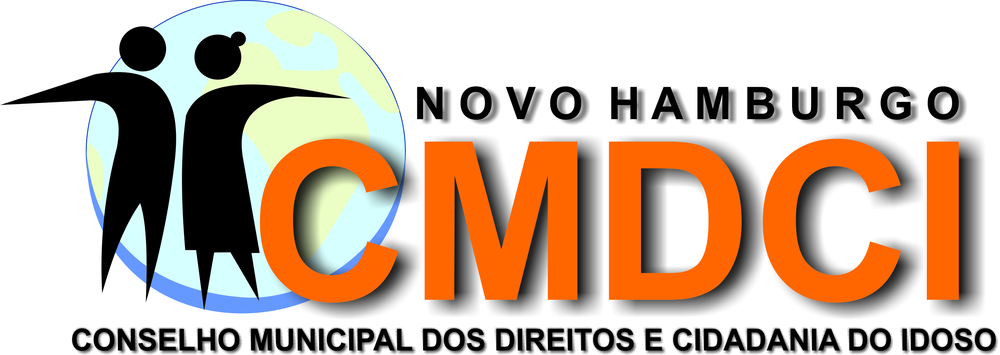 NOVO HAMBURGO
CMDCI
CONSELHO MUNICIPAL DOS DIREITOS E CIDADANIA DO IDOSO